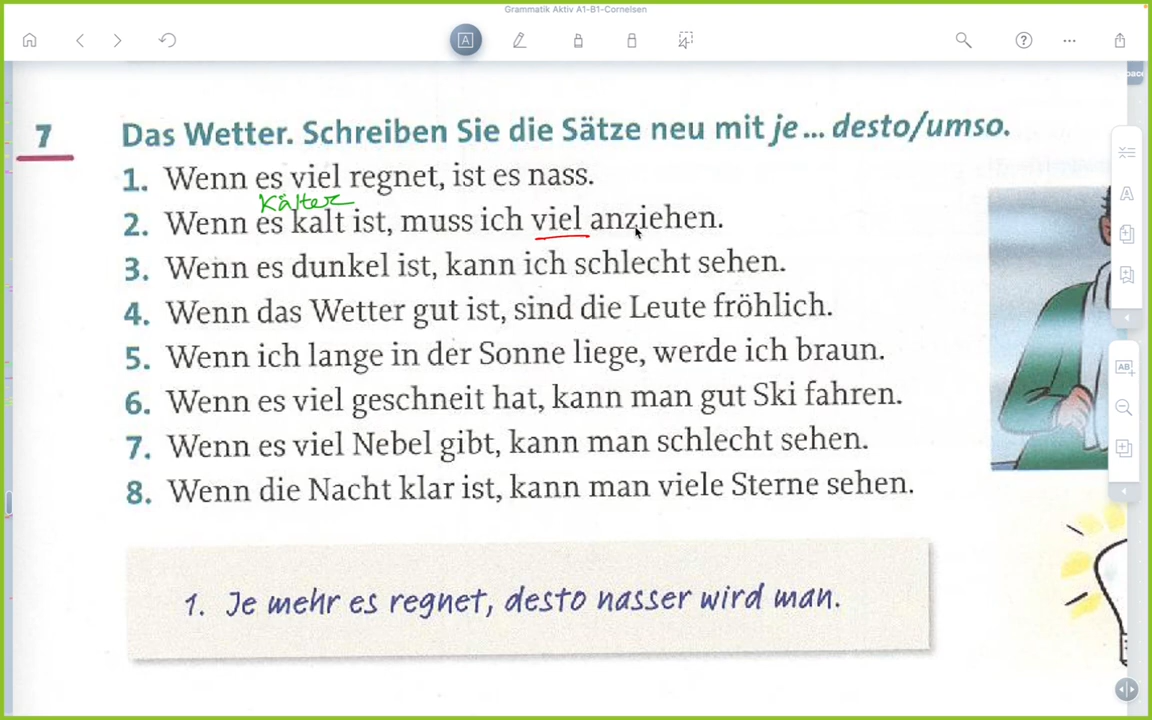 Grammatik Aktiv A1-B1-Cornelsen
A
7 Das Wetter. Schreiben Sie die Sätze neu mit je... desto/umso.
1. Wenn es viel regnet, ist es nass.
Kälter
2. Wenn es kalt ist, muss ich viel anziehen.
3. Wenn es dunkel ist, kann ich schlecht sehen.
4. Wenn das Wetter gut ist, sind die Leute fröhlich.
5. Wenn ich lange in der Sonne liege, werde ich braun.
6. Wenn es viel geschneit hat, kann man gut Ski fahren.
7. Wenn es viel Nebel gibt, kann man schlecht sehen.
8. Wenn die Nacht klar ist, kann man viele Sterne sehen.
1. Je mehr es regnet, desto nasser wird man.
A
AB